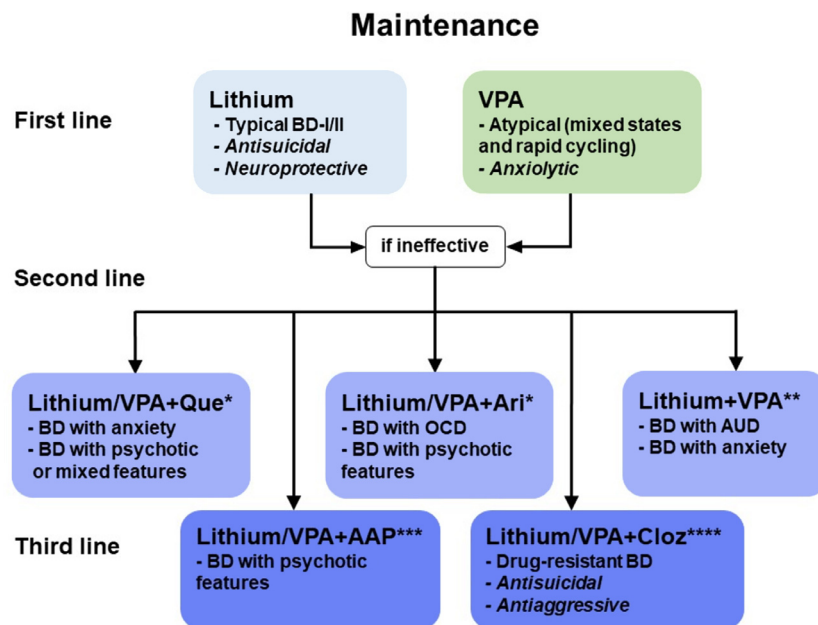 Maintenance
First line
Lithium
- Typical BD-I/II
- Antisuicidal
- Neuroprotective
VPA
- Atypical (mixed states
and rapid cycling)
- Anxiolytic
if ineffective
Second line
Lithium/VPA+Que*
- BD with anxiety
- BD with psychotic
or mixed features
Lithium/VPA+Ari*
- BD with OCD
- BD with psychotic
features
Lithium+VPA**
- BD with AUD
- BD with anxiety
Third line
Lithium/VPA+AAP***
- BD with psychotic
features
Lithium/VPA+Cloz****
- Drug-resistant BD
- Antisuicidal
- Antiaggressive